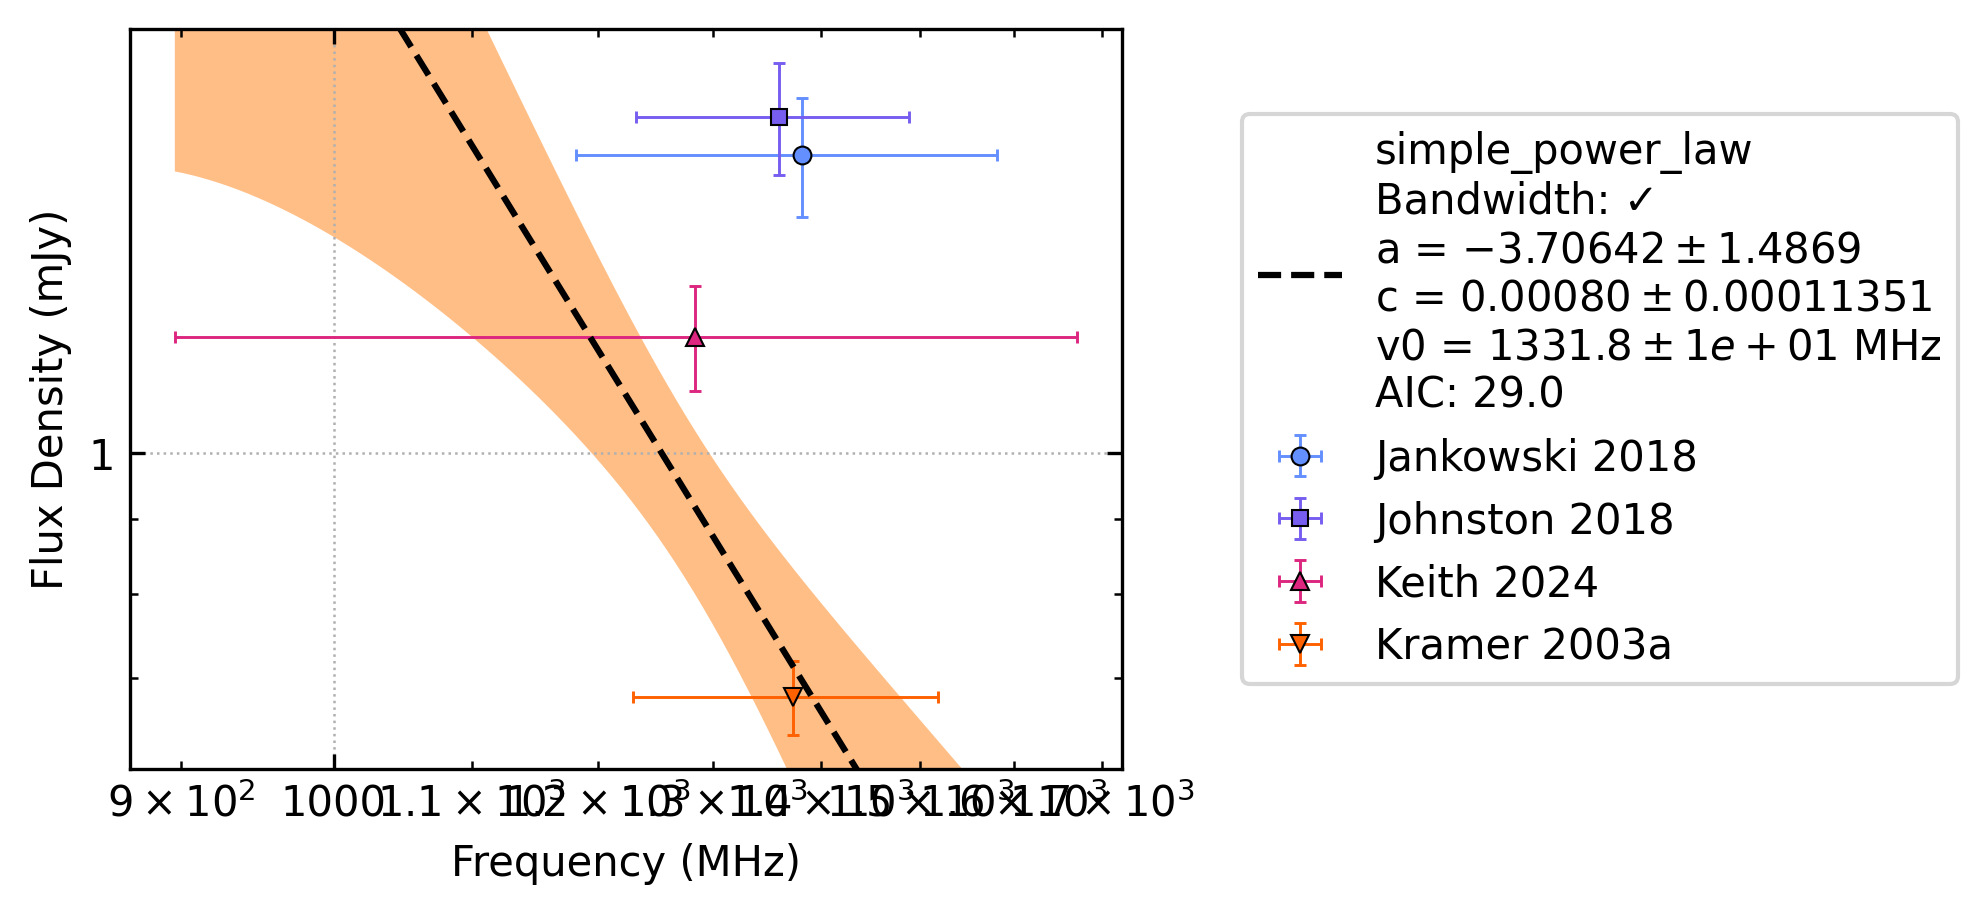 Flux Density (mJy)
1
9 × 10² 1000 1.1 × 10³ 1.2 × 10³ 1.3 × 10³ 1.4 × 10³ 1.5 × 10³ 1.6 × 10³ 1.7 × 10³
Frequency (MHz)
simple_power_law
Bandwidth: ✓
a = −3.70642 ± 1.4869
c = 0.00080 ± 0.00011351
v0 = 1331.8 ± 1e + 01 MHz
AIC: 29.0
Jankowski 2018
Johnston 2018
Keith 2024
Kramer 2003a